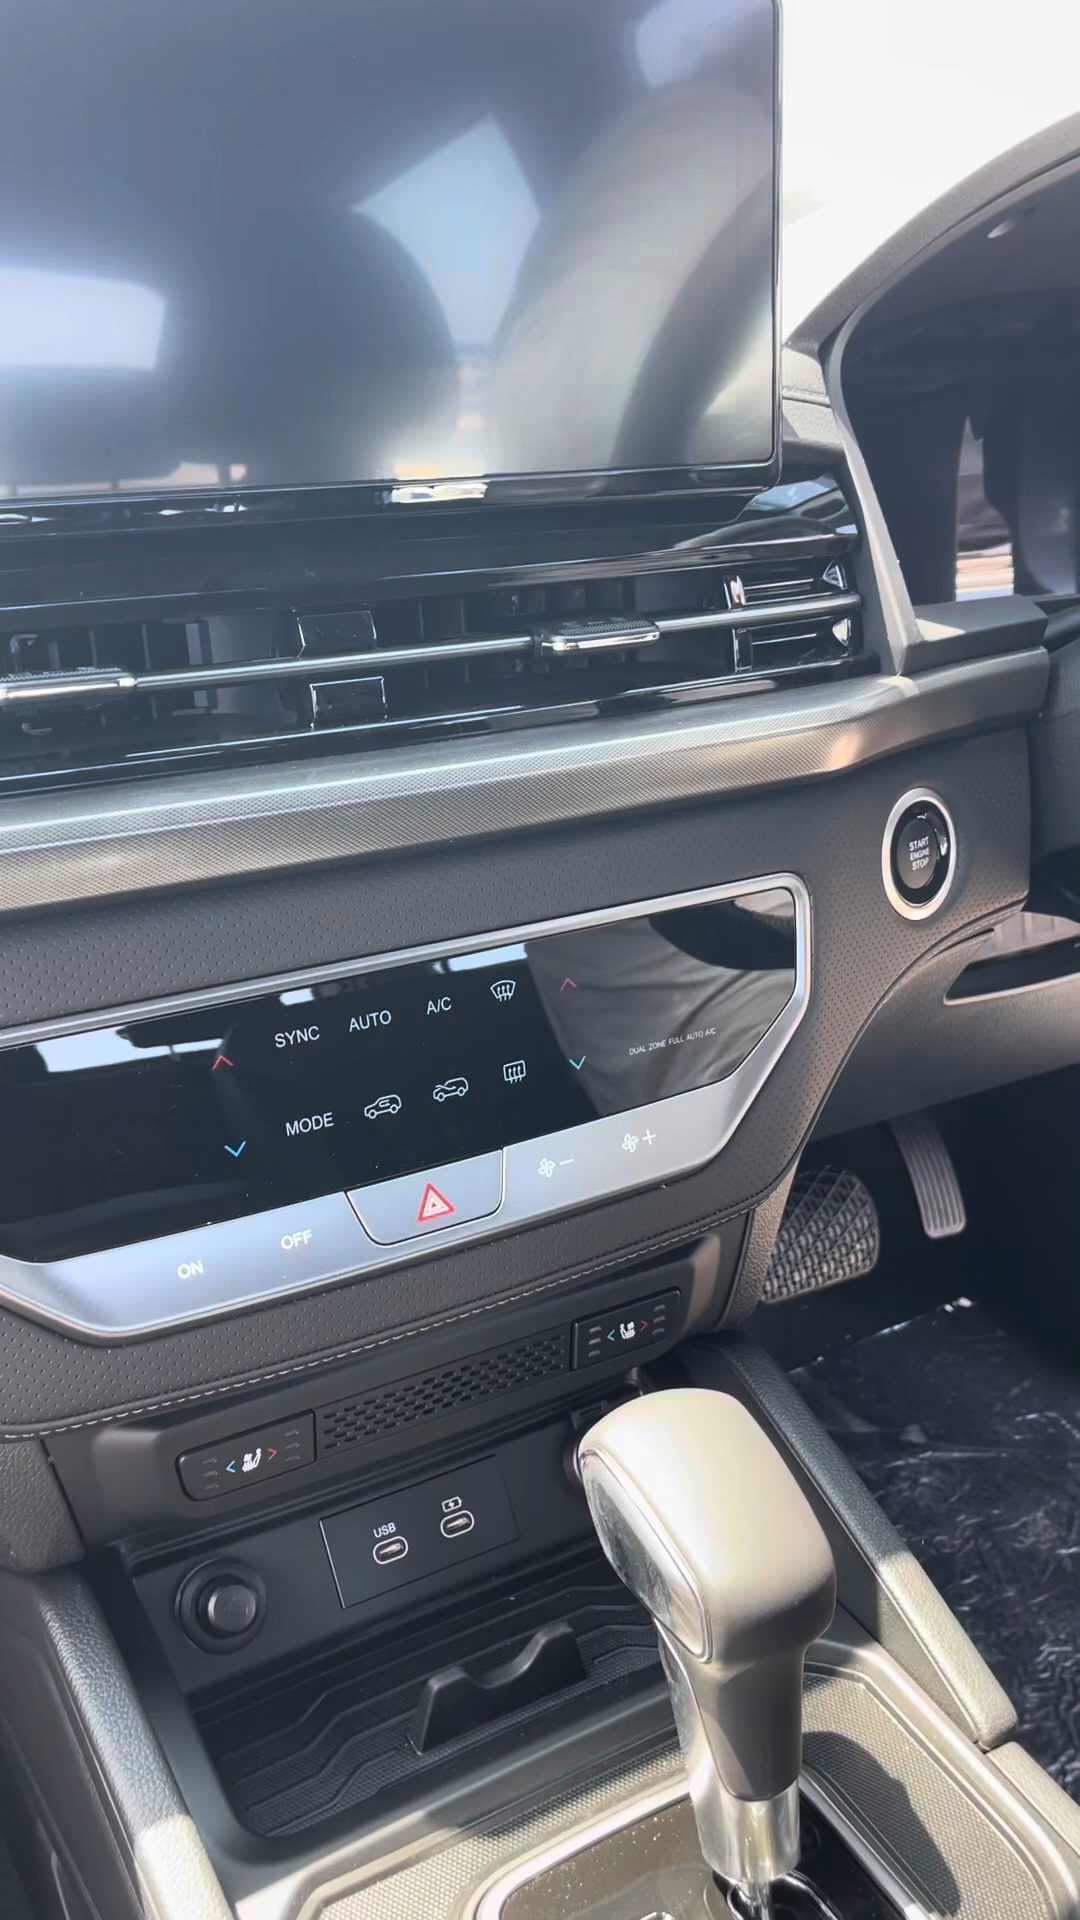 START
ENGINE
STOP
SYNC AUTO A/C
DUAL ZONE FULL AUTO A/C
MODE
ON OFF
USB